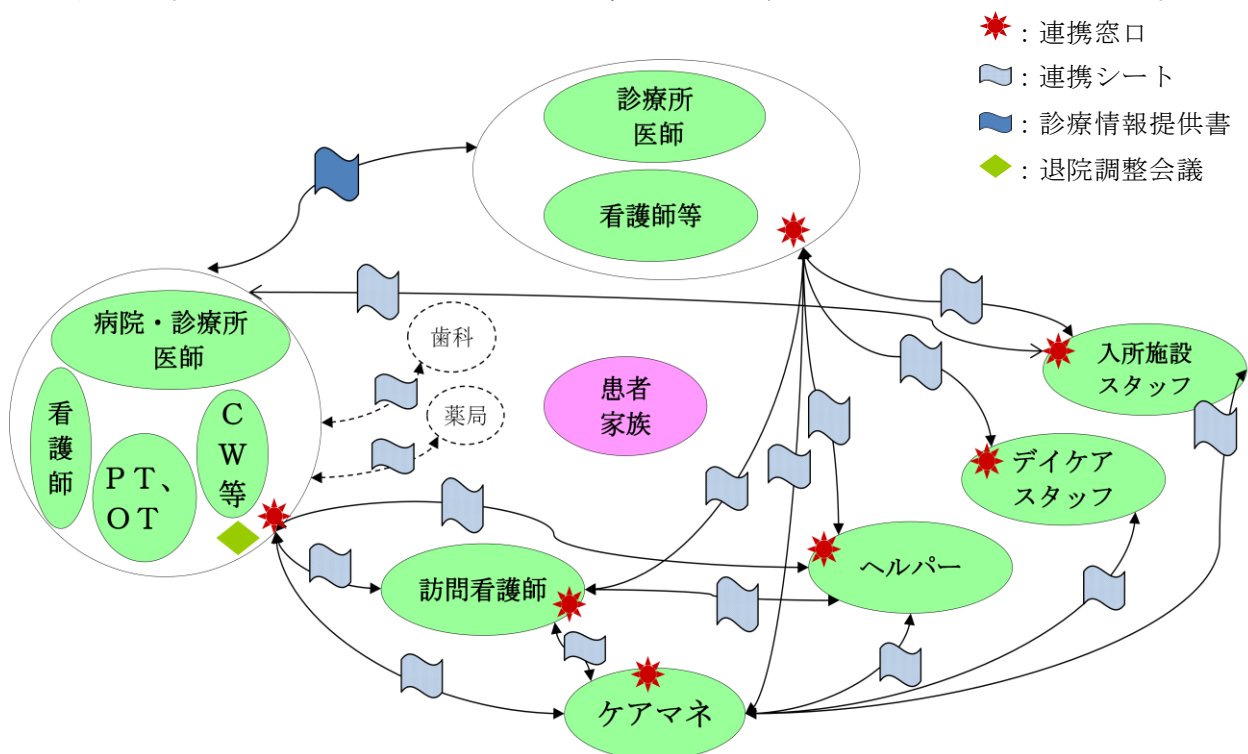 ：連携窓口
：連携シート
：診療情報提供書
：退院調整会議
診療所
医師
看護師等
病院・診療所
医師
看
護
師
ＰＴ、
ＯＴ
Ｃ
Ｗ
等
歯科
薬局
患者
家族
入所施設
スタッフ
デイケア
スタッフ
ヘルパー
訪問看護師
ケアマネ